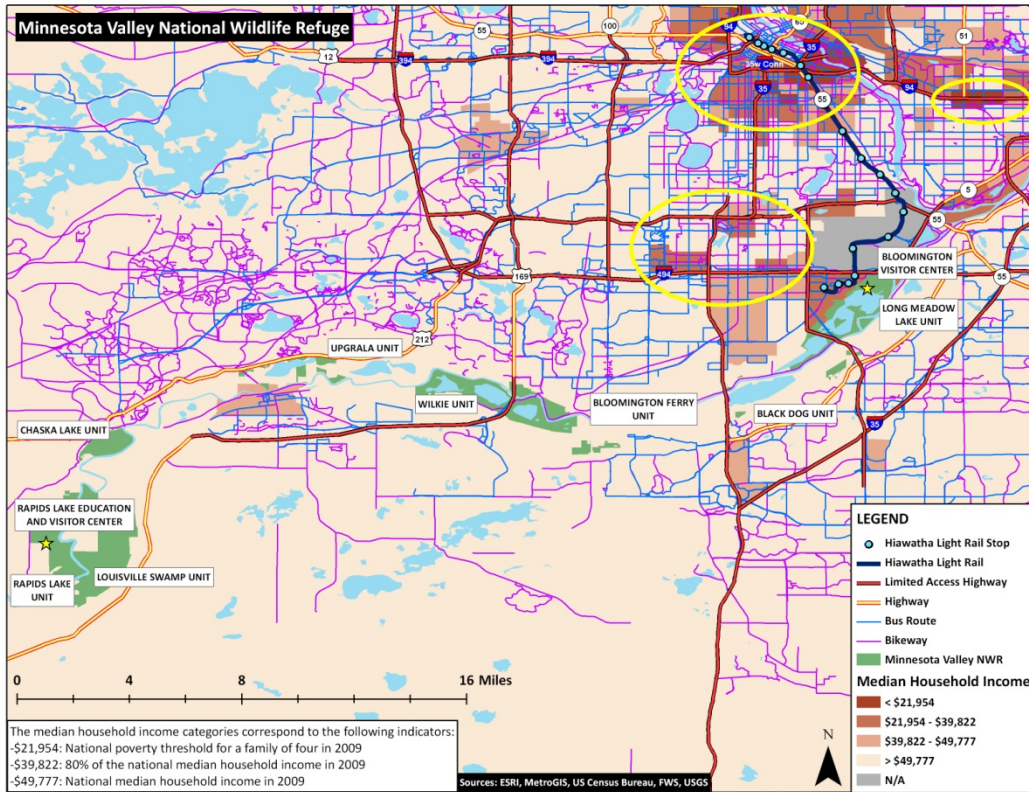 Minnesota Valley National Wildlife Refuge
12
394
55
394
100
94
35
65
35w Conn
35
55
94
51
5
55
55
494
169
212
35
BLOOMINGTON
VISITOR CENTER
LONG MEADOW
LAKE UNIT
UPGRALA UNIT
WILKIE UNIT
BLOOMINGTON FERRY
UNIT
BLACK DOG UNIT
CHASKA LAKE UNIT
RAPIDS LAKE EDUCATION
AND VISITOR CENTER
RAPIDS LAKE
UNIT
LOUISVILLE SWAMP UNIT
0 4 8 16 Miles
The median household income categories correspond to the following indicators:
-$21,954: National poverty threshold for a family of four in 2009
-$39,822: 80% of the national median household income in 2009
-$49,777: National median household income in 2009
Sources: ESRI, MetroGIS, US Census Bureau, FWS, USGS
N
LEGEND
Hiawatha Light Rail Stop
Hiawatha Light Rail
Limited Access Highway
Highway
Bus Route
Bikeway
Minnesota Valley NWR
Median Household Income
< $21,954
$21,954 - $39,822
$39,822 - $49,777
> $49,777
N/A